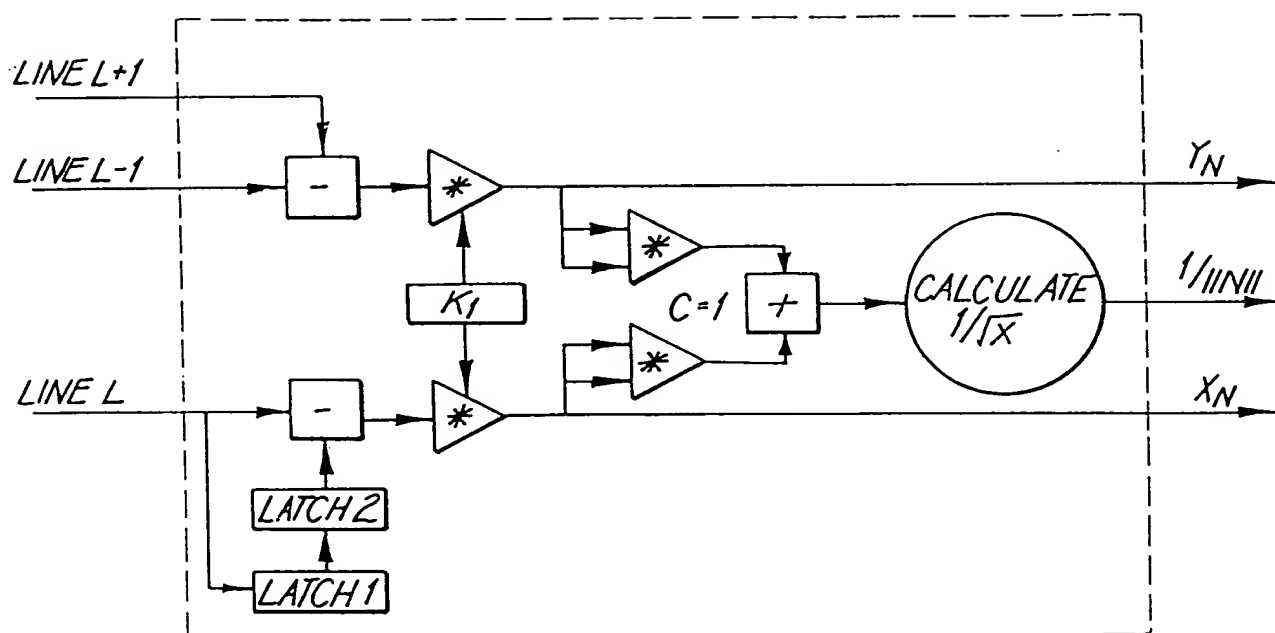 LINE L+1
LINE L-1
-
*
Y_N
*
K1
C=1
+
CALCULATE
1/√X
1/||N||
*
LINE L
-
*
X_N
LATCH 2
LATCH 1